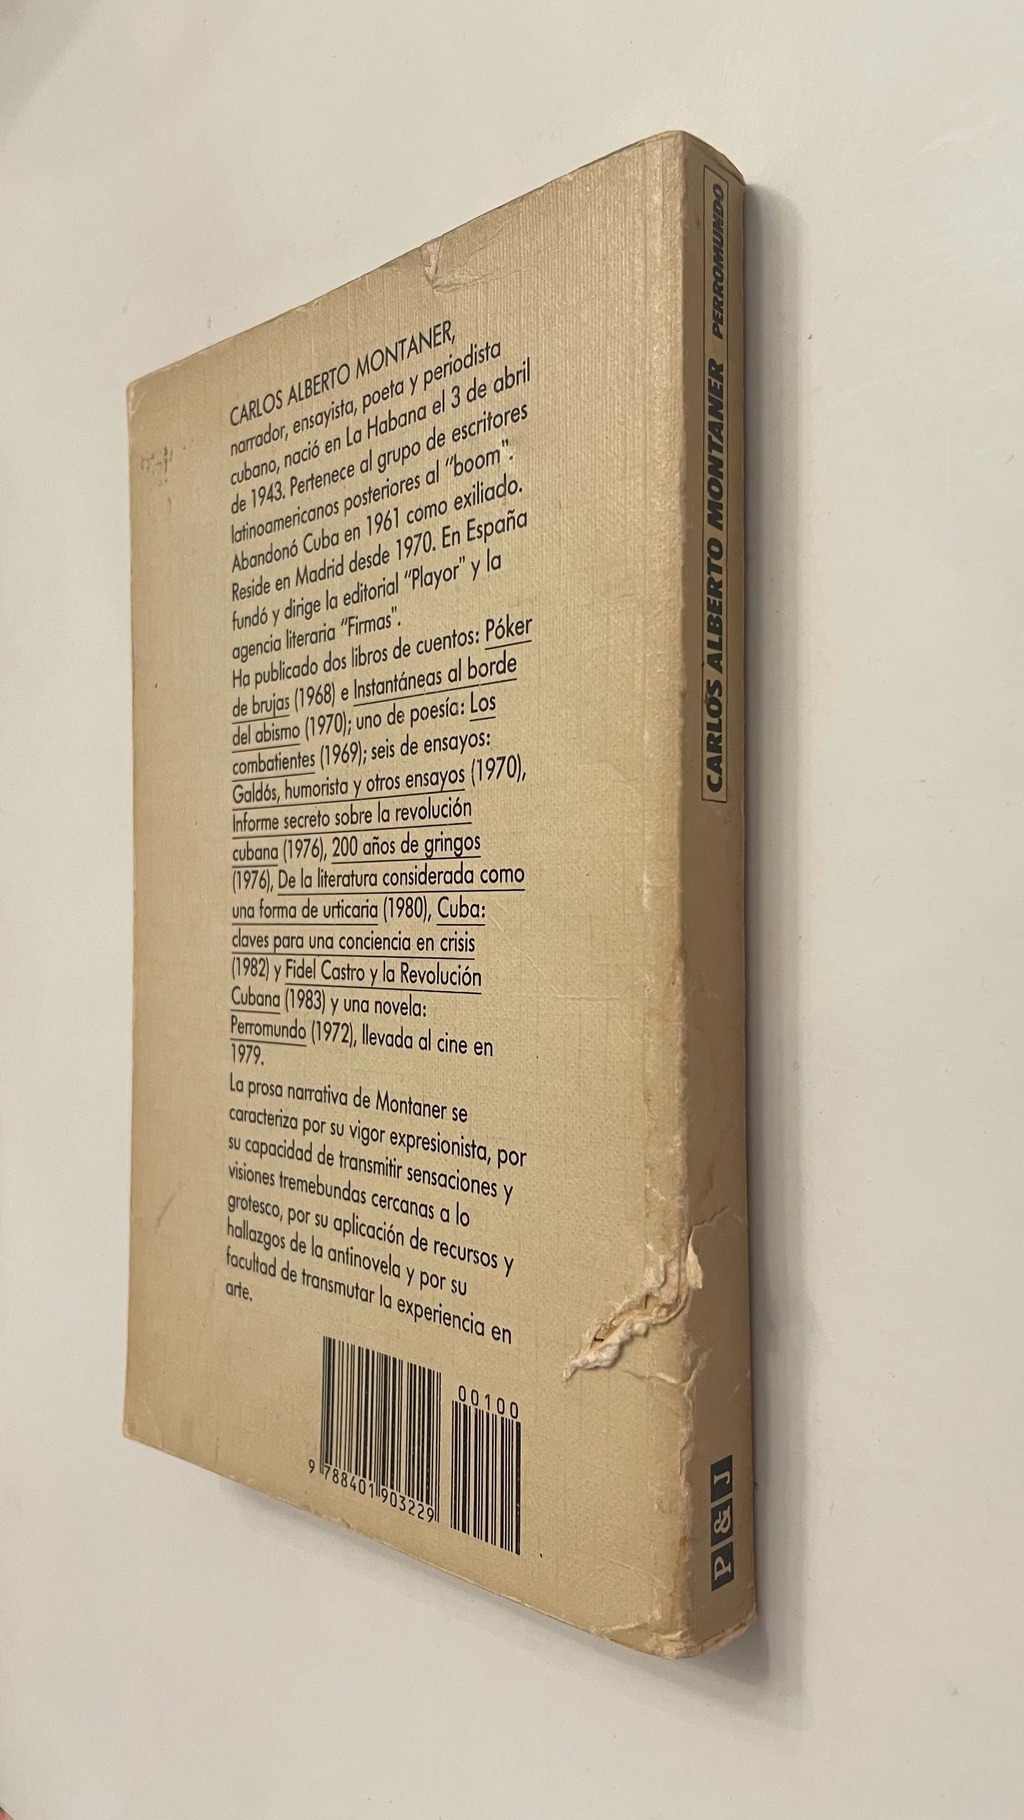 CARLOS ALBERTO MONTANER,
narrador, ensayista, poeta y periodista
cubano, nació en La Habana el 3 de abril
de 1943. Pertenece al grupo de escritores
latinoamericanos posteriores al "boom".
Abandonó Cuba en 1961 como exiliado.
Reside en Madrid desde 1970. En España
fundó y dirige la editorial "Playor" y la
agencia literaria "Firmas".
Ha publicado dos libros de cuentos: Póker
de brujas (1968) e Instantáneas al borde
del abismo (1970); uno de poesía: Los
combatientes (1969); seis de ensayos:
Galdós, humorista y otros ensayos (1970),
Informe secreto sobre la revolución
cubana (1976), 200 años de gringos
(1976), De la literatura considerada como
una forma de urticaria (1980), Cuba:
claves para una conciencia en crisis
(1982) y Fidel Castro y la Revolución
Cubana (1983) y una novela:
Perromundo (1972), llevada al cine en
1979.
La prosa narrativa de Montaner se
caracteriza por su vigor expresionista, por
su capacidad de transmitir sensaciones y
visiones tremebundas cercanas a lo
grotesco, por su aplicación de recursos y
hallazgos de la antinovela y por su
facultad de transmutar la experiencia en
arte.
00100
9 788401 903229
CARLOS ALBERTO MONTANER PERROMUNDO
P & J